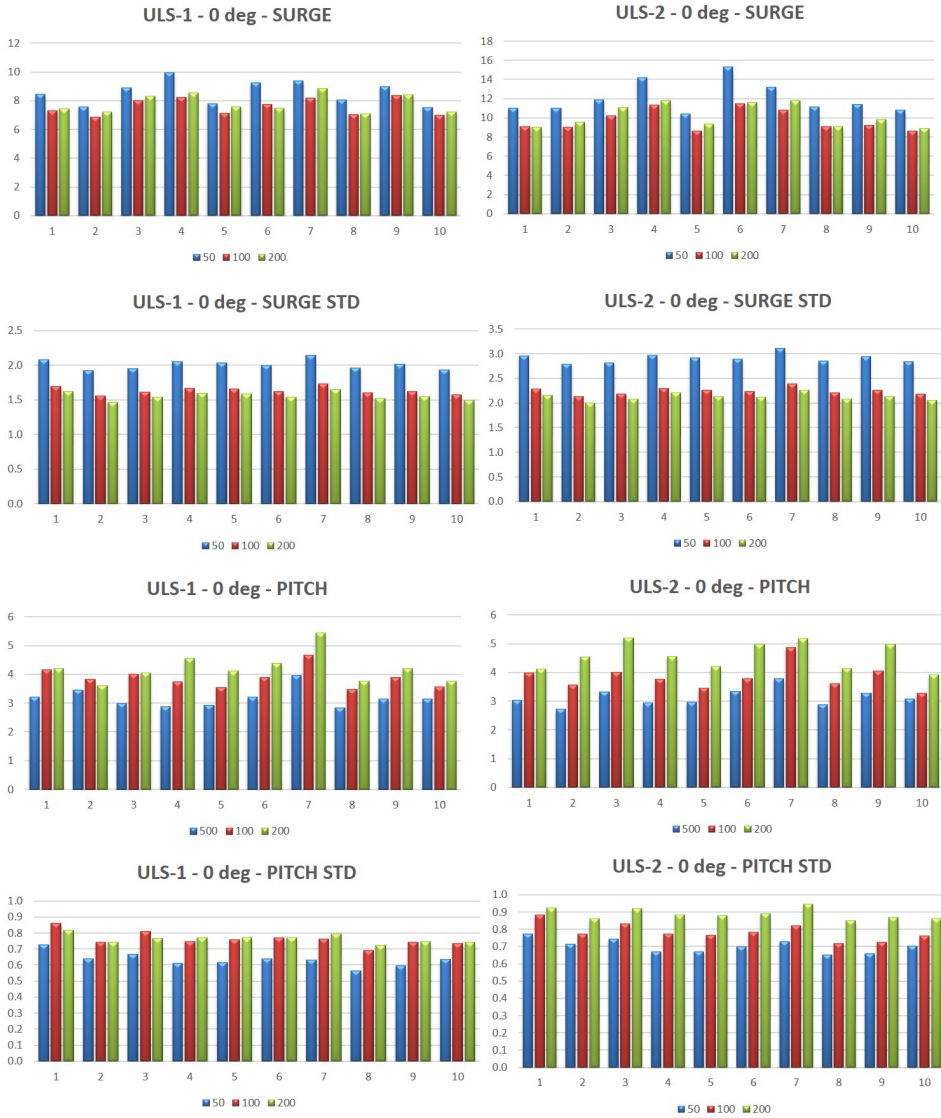 ULS-1 - 0 deg - SURGE
12
10
8
6
4
2
0
1 2 3 4 5 6 7 8 9 10
50 100 200
ULS-2 - 0 deg - SURGE
18
16
14
12
10
8
6
4
2
0
1 2 3 4 5 6 7 8 9 10
50 100 200
ULS-1 - 0 deg - SURGE STD
2.5
2.0
1.5
1.0
0.5
0.0
1 2 3 4 5 6 7 8 9 10
50 100 200
ULS-2 - 0 deg - SURGE STD
3.5
3.0
2.5
2.0
1.5
1.0
0.5
0.0
1 2 3 4 5 6 7 8 9 10
50 100 200
ULS-1 - 0 deg - PITCH
6
5
4
3
2
1
0
1 2 3 4 5 6 7 8 9 10
500 100 200
ULS-2 - 0 deg - PITCH
6
5
4
3
2
1
0
1 2 3 4 5 6 7 8 9 10
500 100 200
ULS-1 - 0 deg - PITCH STD
1.0
0.9
0.8
0.7
0.6
0.5
0.4
0.3
0.2
0.1
0.0
1 2 3 4 5 6 7 8 9 10
50 100 200
ULS-2 - 0 deg - PITCH STD
1.0
0.9
0.8
0.7
0.6
0.5
0.4
0.3
0.2
0.1
0.0
1 2 3 4 5 6 7 8 9 10
50 100 200